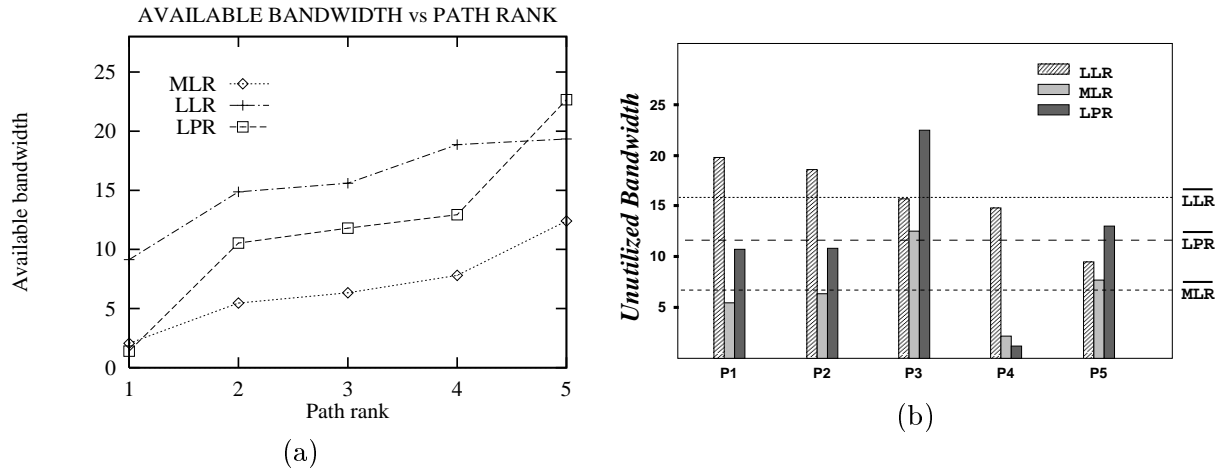 AVAILABLE BANDWIDTH vs PATH RANK
Available bandwidth
25
20
15
10
5
0
MLR
LLR
LPR
1 2 3 4 5
Path rank
(a)
Unutilized Bandwidth
25
20
15
10
5
LLR
MLR
LPR
LLR
LPR
MLR
P1 P2 P3 P4 P5
(b)